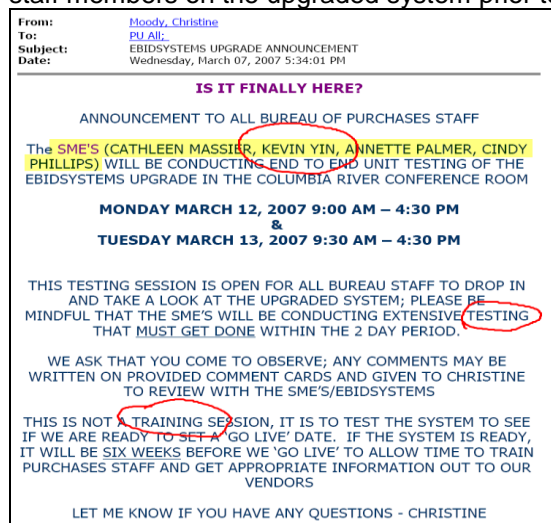 staff members on the upgraded system prior t
From: Moody, Christine
To: PU All;
Subject: EBIDSYSTEMS UPGRADE ANNOUNCEMENT
Date: Wednesday, March 07, 2007 5:34:01 PM
IS IT FINALLY HERE?
ANNOUNCEMENT TO ALL BUREAU OF PURCHASES STAFF
The SME'S (CATHLEEN MASSIER, KEVIN YIN, ANNETTE PALMER, CINDY
PHILLIPS) WILL BE CONDUCTING END TO END UNIT TESTING OF THE
EBIDSYSTEMS UPGRADE IN THE COLUMBIA RIVER CONFERENCE ROOM
MONDAY MARCH 12, 2007 9:00 AM – 4:30 PM
&
TUESDAY MARCH 13, 2007 9:30 AM – 4:30 PM
THIS TESTING SESSION IS OPEN FOR ALL BUREAU STAFF TO DROP IN
AND TAKE A LOOK AT THE UPGRADED SYSTEM; PLEASE BE
MINDFUL THAT THE SME'S WILL BE CONDUCTING EXTENSIVE TESTING
THAT MUST GET DONE WITHIN THE 2 DAY PERIOD.
WE ASK THAT YOU COME TO OBSERVE; ANY COMMENTS MAY BE
WRITTEN ON PROVIDED COMMENT CARDS AND GIVEN TO CHRISTINE
TO REVIEW WITH THE SME'S/EBIDSYSTEMS
THIS IS NOT A TRAINING SESSION, IT IS TO TEST THE SYSTEM TO SEE
IF WE ARE READY TO SET A 'GO LIVE' DATE. IF THE SYSTEM IS READY,
IT WILL BE SIX WEEKS BEFORE WE 'GO LIVE' TO ALLOW TIME TO TRAIN
PURCHASES STAFF AND GET APPROPRIATE INFORMATION OUT TO OUR
VENDORS
LET ME KNOW IF YOU HAVE ANY QUESTIONS - CHRISTINE